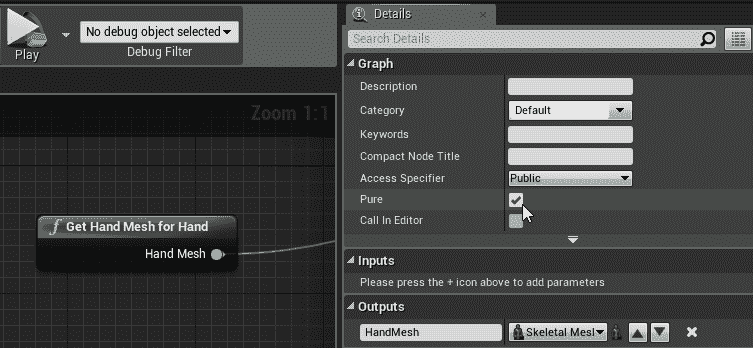 Play
No debug object selected
Debug Filter
Zoom 1:1
f Get Hand Mesh for Hand
Hand Mesh
Details
Search Details
Graph
Description
Category Default
Keywords
Compact Node Title
Access Specifier Public
Pure
Call In Editor
Inputs
Please press the + icon above to add parameters
Outputs
HandMesh Skeletal Mesl